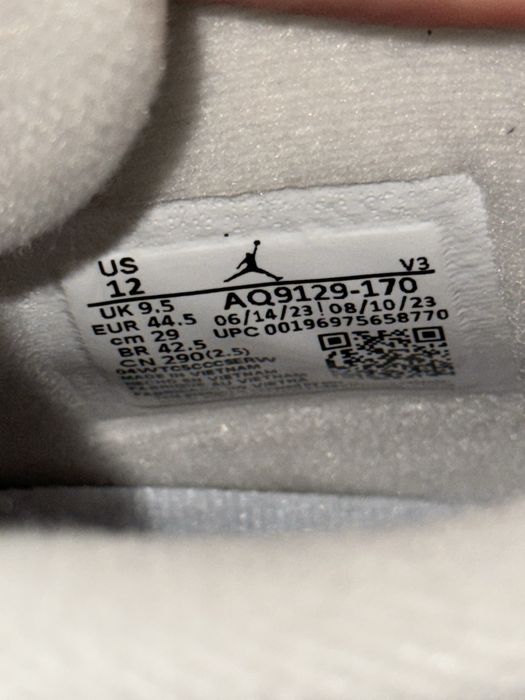 US
12
V3
UK 9.5
AQ9129-170
EUR 44.5
06/14/23 ! 08/10/23
cm 29
UPC 00196975658770
BR 42.5
CN 290(2.5)
MADE IN VIETNAM